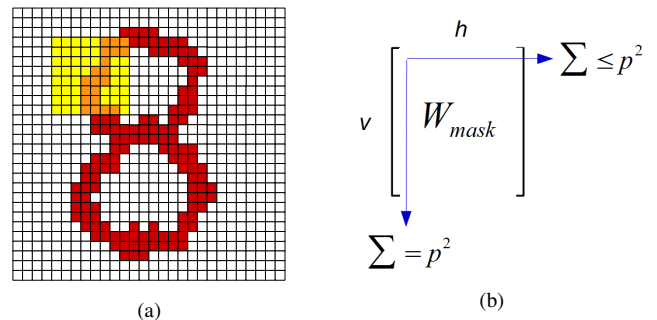 h
∑ ≤ p²
v
W_mask
∑ = p²
(a)
(b)